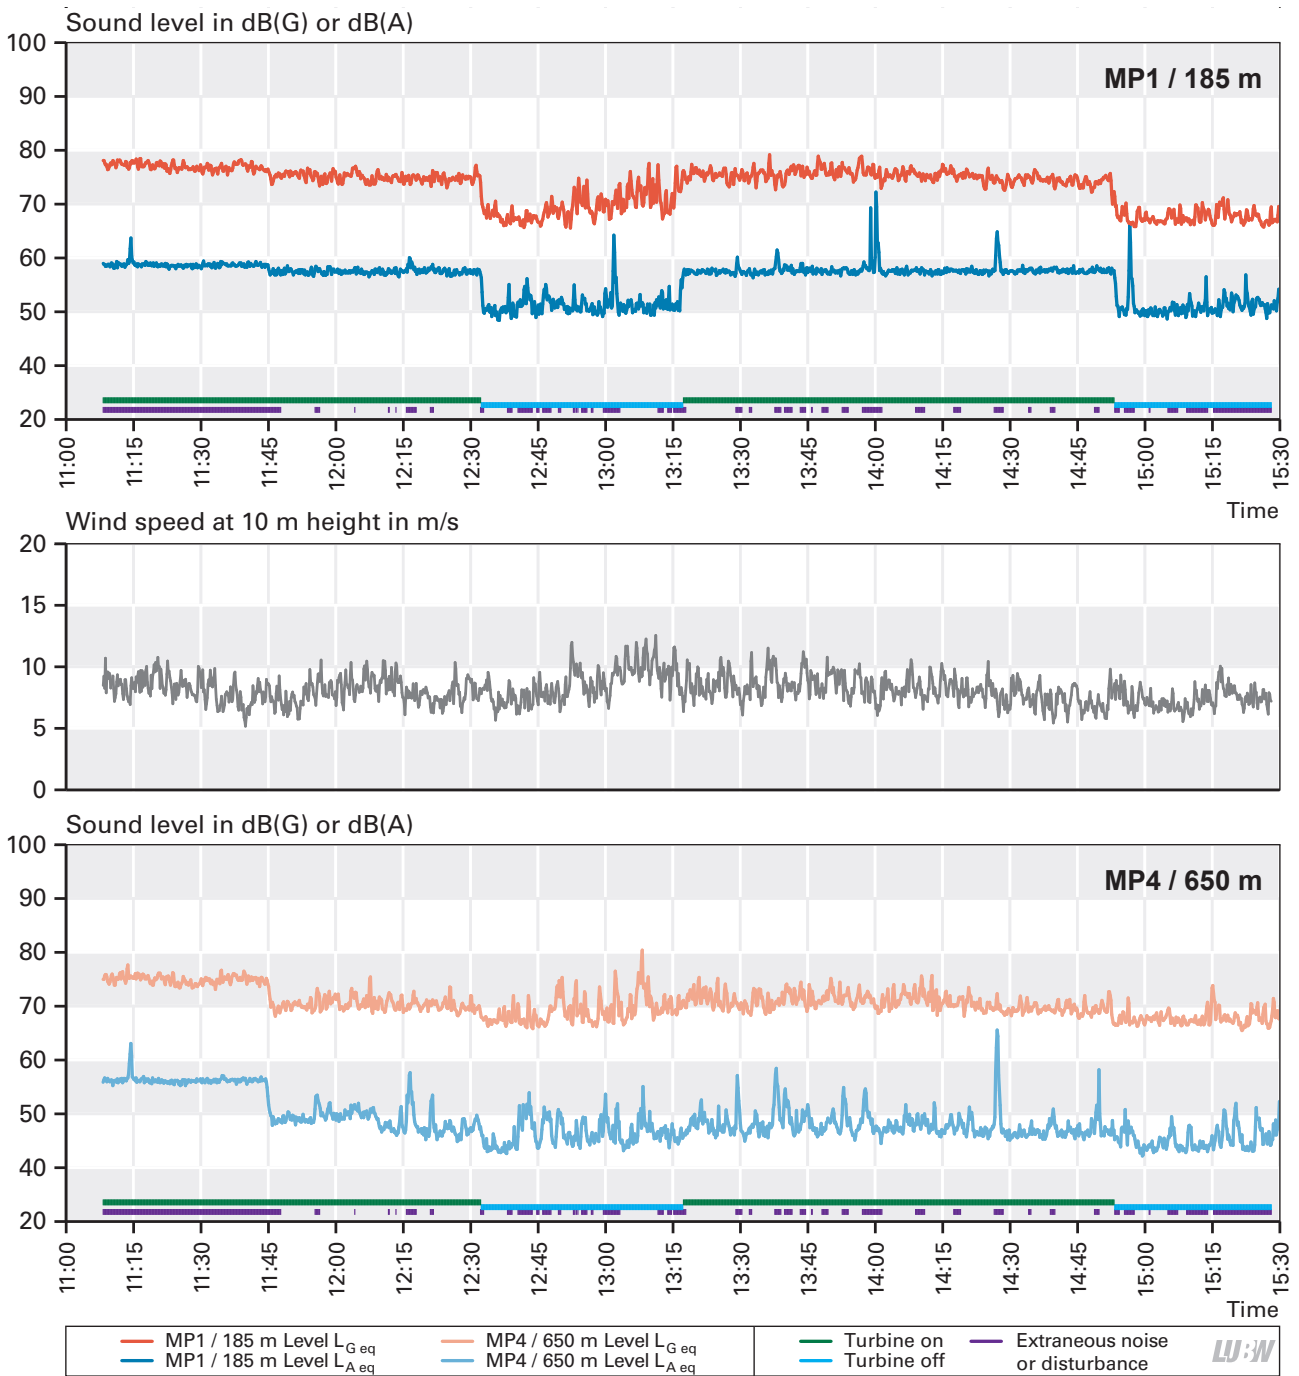 Sound level in dB(G) or dB(A)
MP1 / 185 m
100
90
80
70
60
50
40
20
11:00 11:15 11:30 11:45 12:00 12:15 12:30 12:45 13:00 13:15 13:30 13:45 14:00 14:15 14:30 14:45 15:00 15:15 15:30
Time
Wind speed at 10 m height in m/s
20
15
10
5
0
Sound level in dB(G) or dB(A)
MP4 / 650 m
100
90
80
70
60
50
40
20
11:00 11:15 11:30 11:45 12:00 12:15 12:30 12:45 13:00 13:15 13:30 13:45 14:00 14:15 14:30 14:45 15:00 15:15 15:30
Time
MP1 / 185 m Level L G eq
MP1 / 185 m Level L A eq
MP4 / 650 m Level L G eq
MP4 / 650 m Level L A eq
Turbine on
Turbine off
Extraneous noise
or disturbance
LUBW